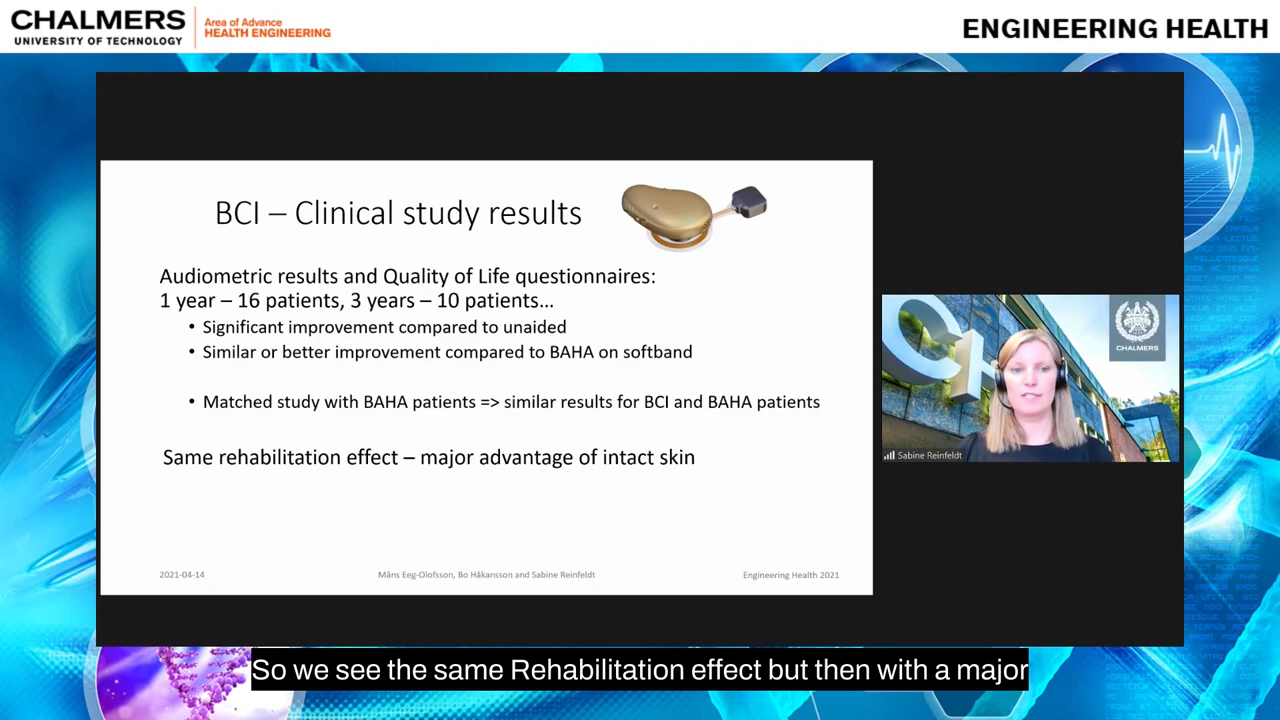 CHALMERS
UNIVERSITY OF TECHNOLOGY
Area of Advance
HEALTH ENGINEERING
ENGINEERING HEALTH
BCI – Clinical study results
Audiometric results and Quality of Life questionnaires:
1 year – 16 patients, 3 years – 10 patients...
• Significant improvement compared to unaided
• Similar or better improvement compared to BAHA on softband
• Matched study with BAHA patients => similar results for BCI and BAHA patients
Same rehabilitation effect – major advantage of intact skin
2021-04-14
Måns Eeg-Olofsson, Bo Håkansson and Sabine Reinfeldt
Engineering Health 2021
CH
CHALMERS
Sabine Reinfeldt
So we see the same Rehabilitation effect but then with a major